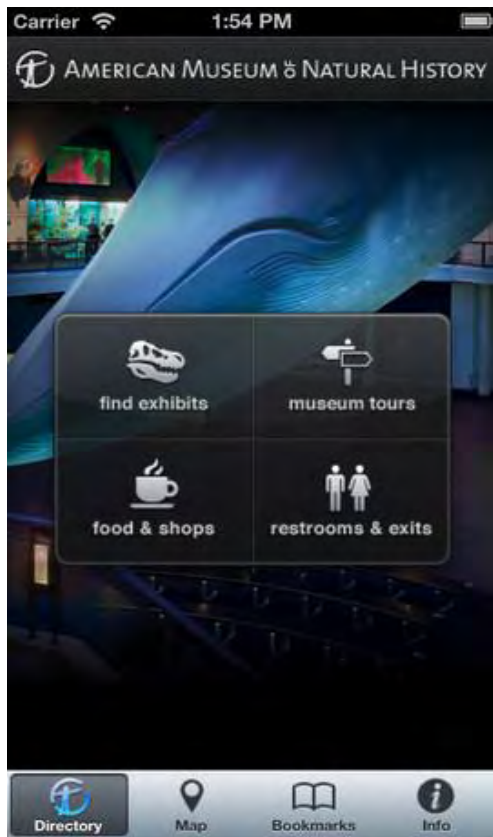 Carrier 1:54 PM
AMERICAN MUSEUM OF NATURAL HISTORY
find exhibits museum tours
food & shops restrooms & exits
Directory Map Bookmarks Info